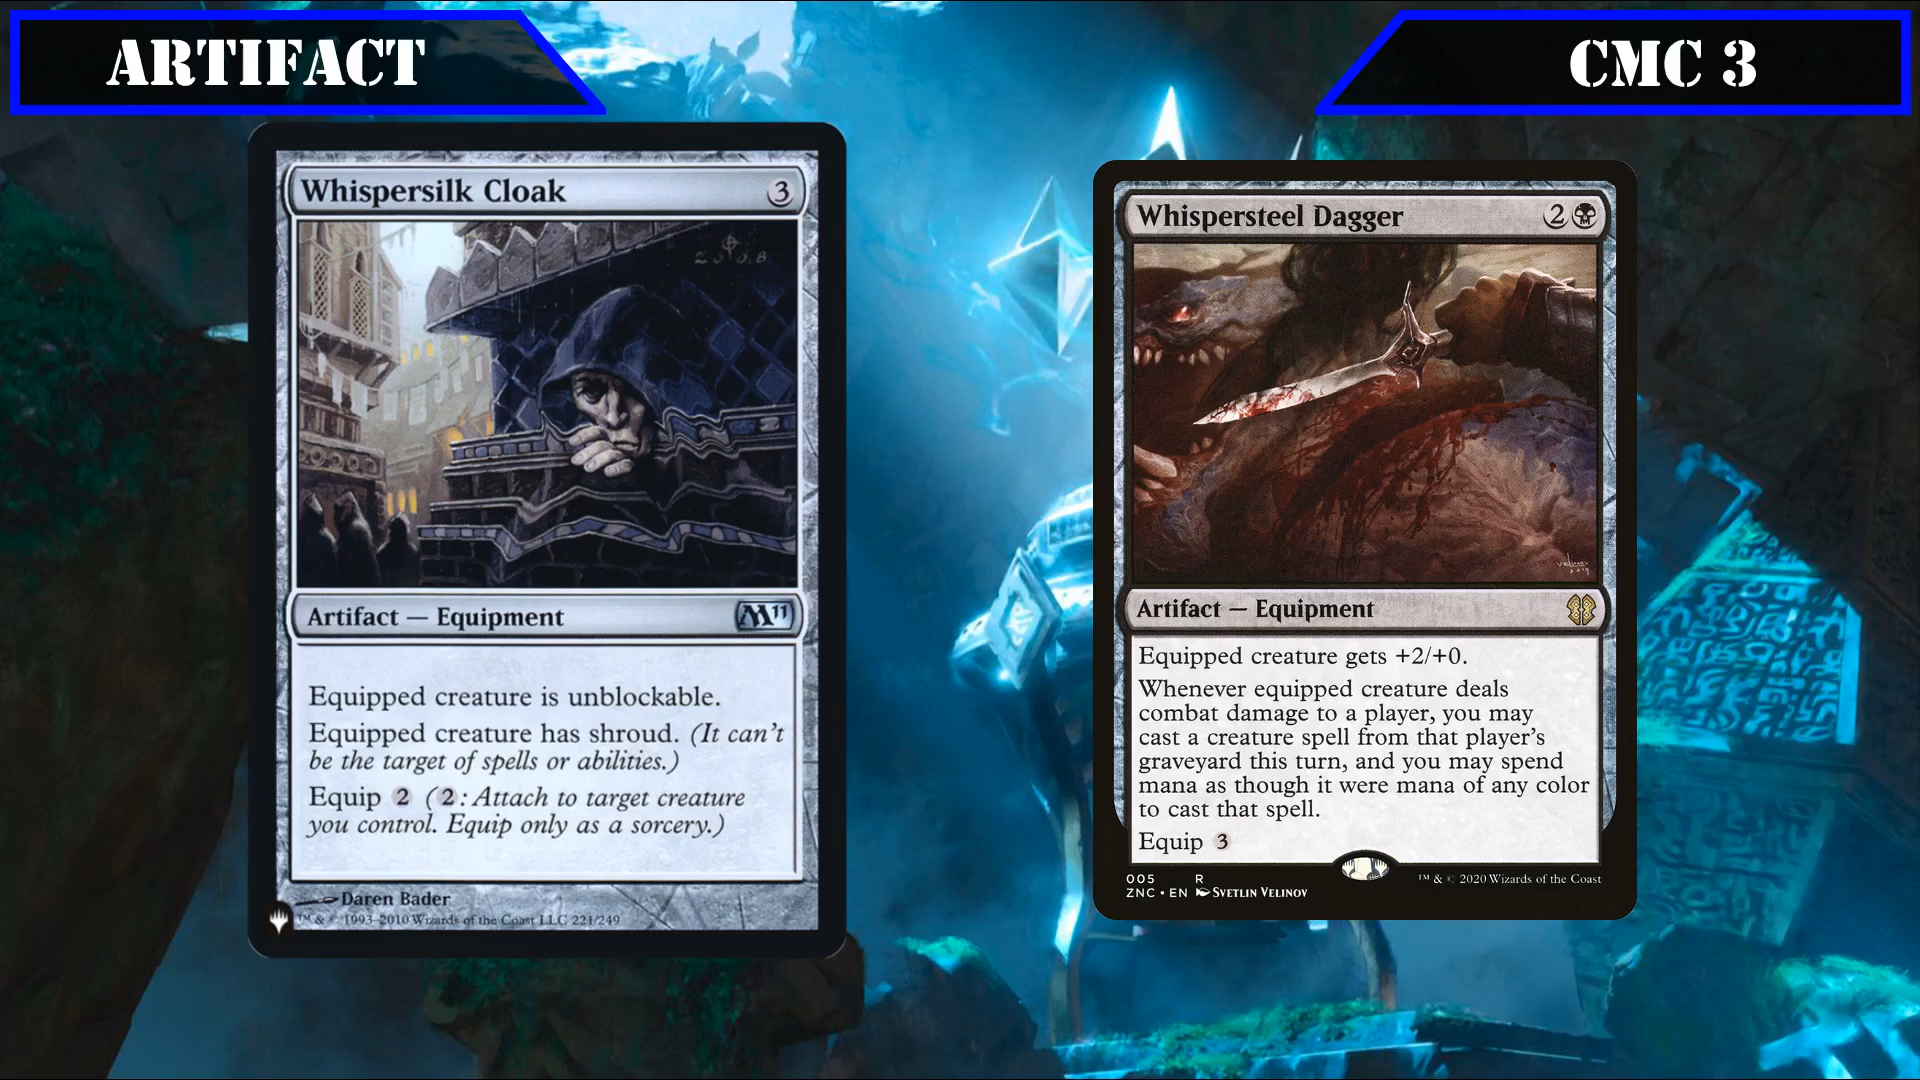 ARTIFACT
CMC 3
Whispersilk Cloak 3
2008
Artifact — Equipment M11
Equipped creature is unblockable.
Equipped creature has shroud. (It can't
be the target of spells or abilities.)
Equip 2 (2: Attach to target creature
you control. Equip only as a sorcery.)
Daren Bader
™ & © 1993–2010 Wizards of the Coast LLC 221/249
Whispersteel Dagger 2
Velinov
2019
Artifact — Equipment
Equipped creature gets +2/+0.
Whenever equipped creature deals
combat damage to a player, you may
cast a creature spell from that player's
graveyard this turn, and you may spend
mana as though it were mana of any color
to cast that spell.
Equip 3
005 R
ZNC • EN Svetlin Velinov
™ & © 2020 Wizards of the Coast